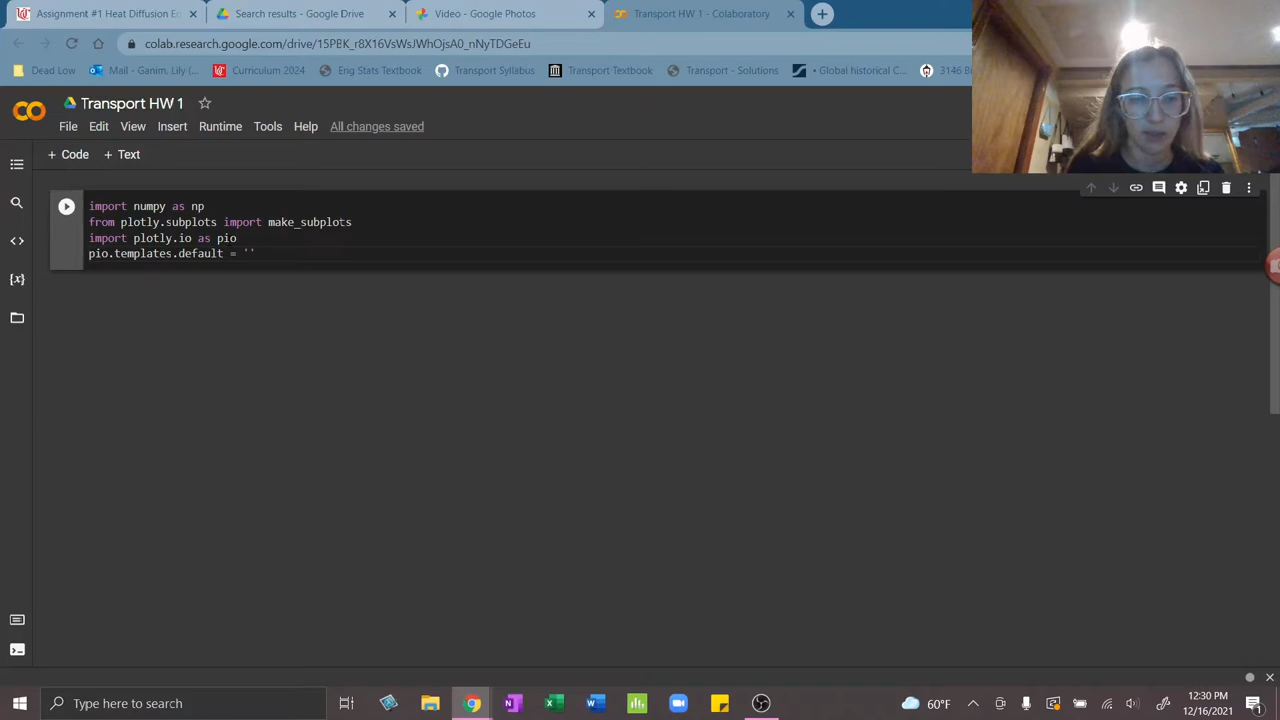 Assignment #1 Heat Diffusion E
Search results - Google Drive
Video - Google Photos
Transport HW 1 - Colaboratory
colab.research.google.com/drive/15PBK_r8X16VsWsJWhOjsA0_nNyTDGeEu
Dead Low
Mail - Ganim, Lily (
Curriculum 2024
Eng Stats Textbook
Transport Syllabus
Transport Textbook
Transport - Solutions
• Global historical C...
3146 B
Transport HW 1
File Edit View Insert Runtime Tools Help All changes saved
+ Code + Text
import numpy as np
from plotly.subplots import make_subplots
import plotly.io as pio
pio.templates.default = ''
Type here to search
60°F
12:30 PM
12/16/2021